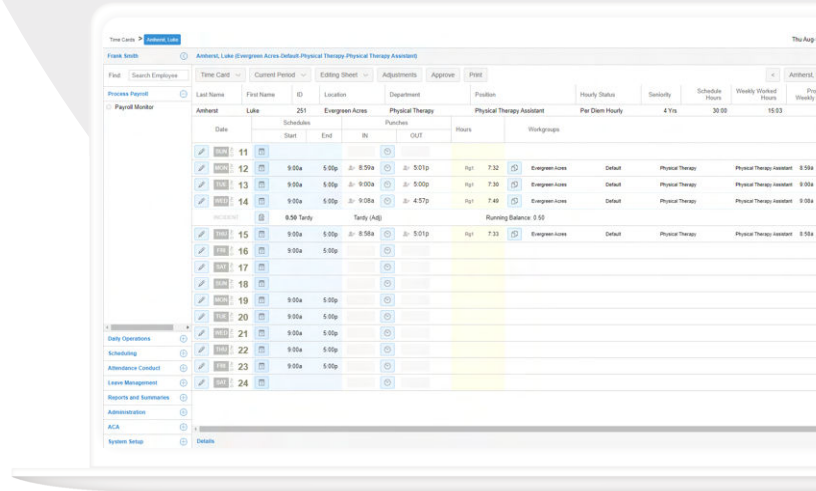 Time Cards > Amherst, Luke
Thu Aug
Frank Smith
Amherst, Luke (Evergreen Acres-Default-Physical Therapy-Physical Therapy Assistant)
Find: Search Employee
Time Card Current Period Editing Sheet Adjustments Approve Print < Amherst,
Process Payroll
Payroll Monitor
Last Name First Name ID Location Department Position Hourly Status Seniority Schedule Hours Weekly Worked Hours Weekly
Amherst Luke 251 Evergreen Acres Physical Therapy Physical Therapy Assistant Per Diem Hourly 4 Yrs 30:00 15:03
Date Schedules Punches Hours Workgroups
Start End IN OUT
SUN 11
MON 12 9:00a 5:00p 8:59a 5:01p Rg1 7:32 Evergreen Acres Default Physical Therapy Physical Therapy Assistant 8:59a
TUE 13 9:00a 5:00p 9:00a 5:00p Rg1 7:30 Evergreen Acres Default Physical Therapy Physical Therapy Assistant 9:00a
WED 14 9:00a 5:00p 9:08a 4:57p Rg1 7:49 Evergreen Acres Default Physical Therapy Physical Therapy Assistant 9:08a
INCIDENT 0.50 Tardy Tardy (Adj) Running Balance: 0.50
THU 15 9:00a 5:00p 8:58a 5:01p Rg1 7:33 Evergreen Acres Default Physical Therapy Physical Therapy Assistant 8:58a
FRI 16 9:00a 5:00p
SAT 17
SUN 18
MON 19 9:00a 5:00p
TUE 20 9:00a 5:00p
WED 21 9:00a 5:00p
THU 22 9:00a 5:00p
FRI 23 9:00a 5:00p
SAT 24
Daily Operations
Scheduling
Attendance Conduct
Leave Management
Reports and Summaries
Administration
ACA
System Setup
Details